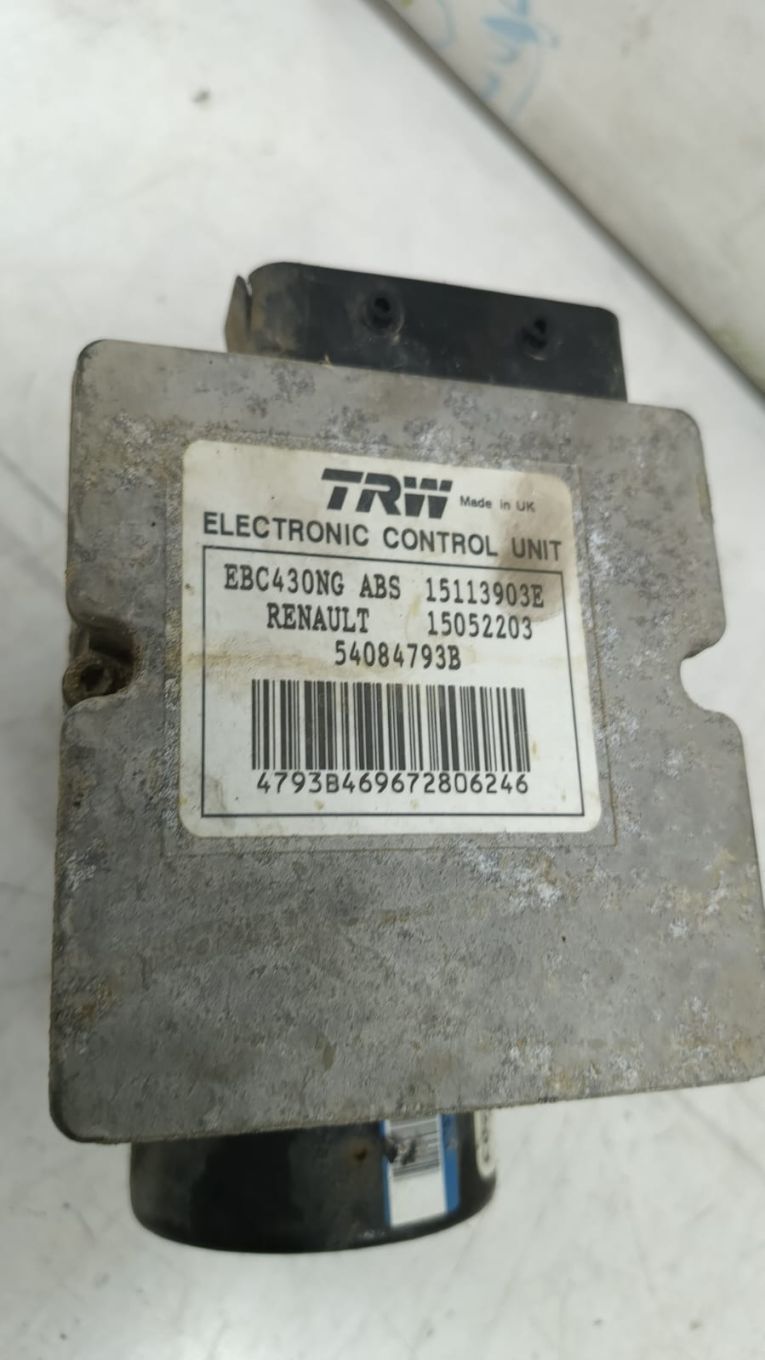 TRW Made in UK
ELECTRONIC CONTROL UNIT
EBC430NG ABS 15113903E
RENAULT 15052203
54084793B
4793B469672806246